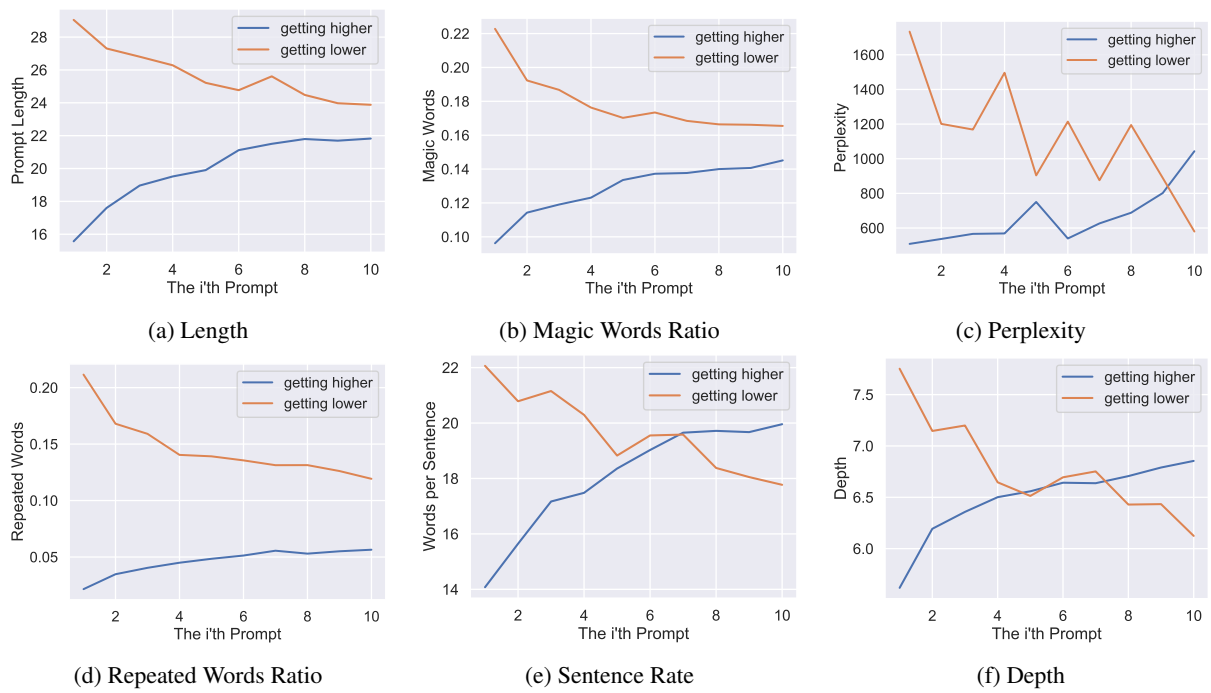 28
26
24
22
20
18
16
Prompt Length
getting higher
getting lower
2 4 6 8 10
The i'th Prompt
(a) Length
0.22
0.20
0.18
0.16
0.14
0.12
0.10
Magic Words
getting higher
getting lower
2 4 6 8 10
The i'th Prompt
(b) Magic Words Ratio
1600
1400
1200
1000
800
600
Perplexity
getting higher
getting lower
2 4 6 8 10
The i'th Prompt
(c) Perplexity
0.20
0.15
0.10
0.05
Repeated Words
getting higher
getting lower
2 4 6 8 10
The i'th Prompt
(d) Repeated Words Ratio
22
20
18
16
14
Words per Sentence
getting higher
getting lower
2 4 6 8 10
The i'th Prompt
(e) Sentence Rate
7.5
7.0
6.5
6.0
Depth
getting higher
getting lower
2 4 6 8 10
The i'th Prompt
(f) Depth